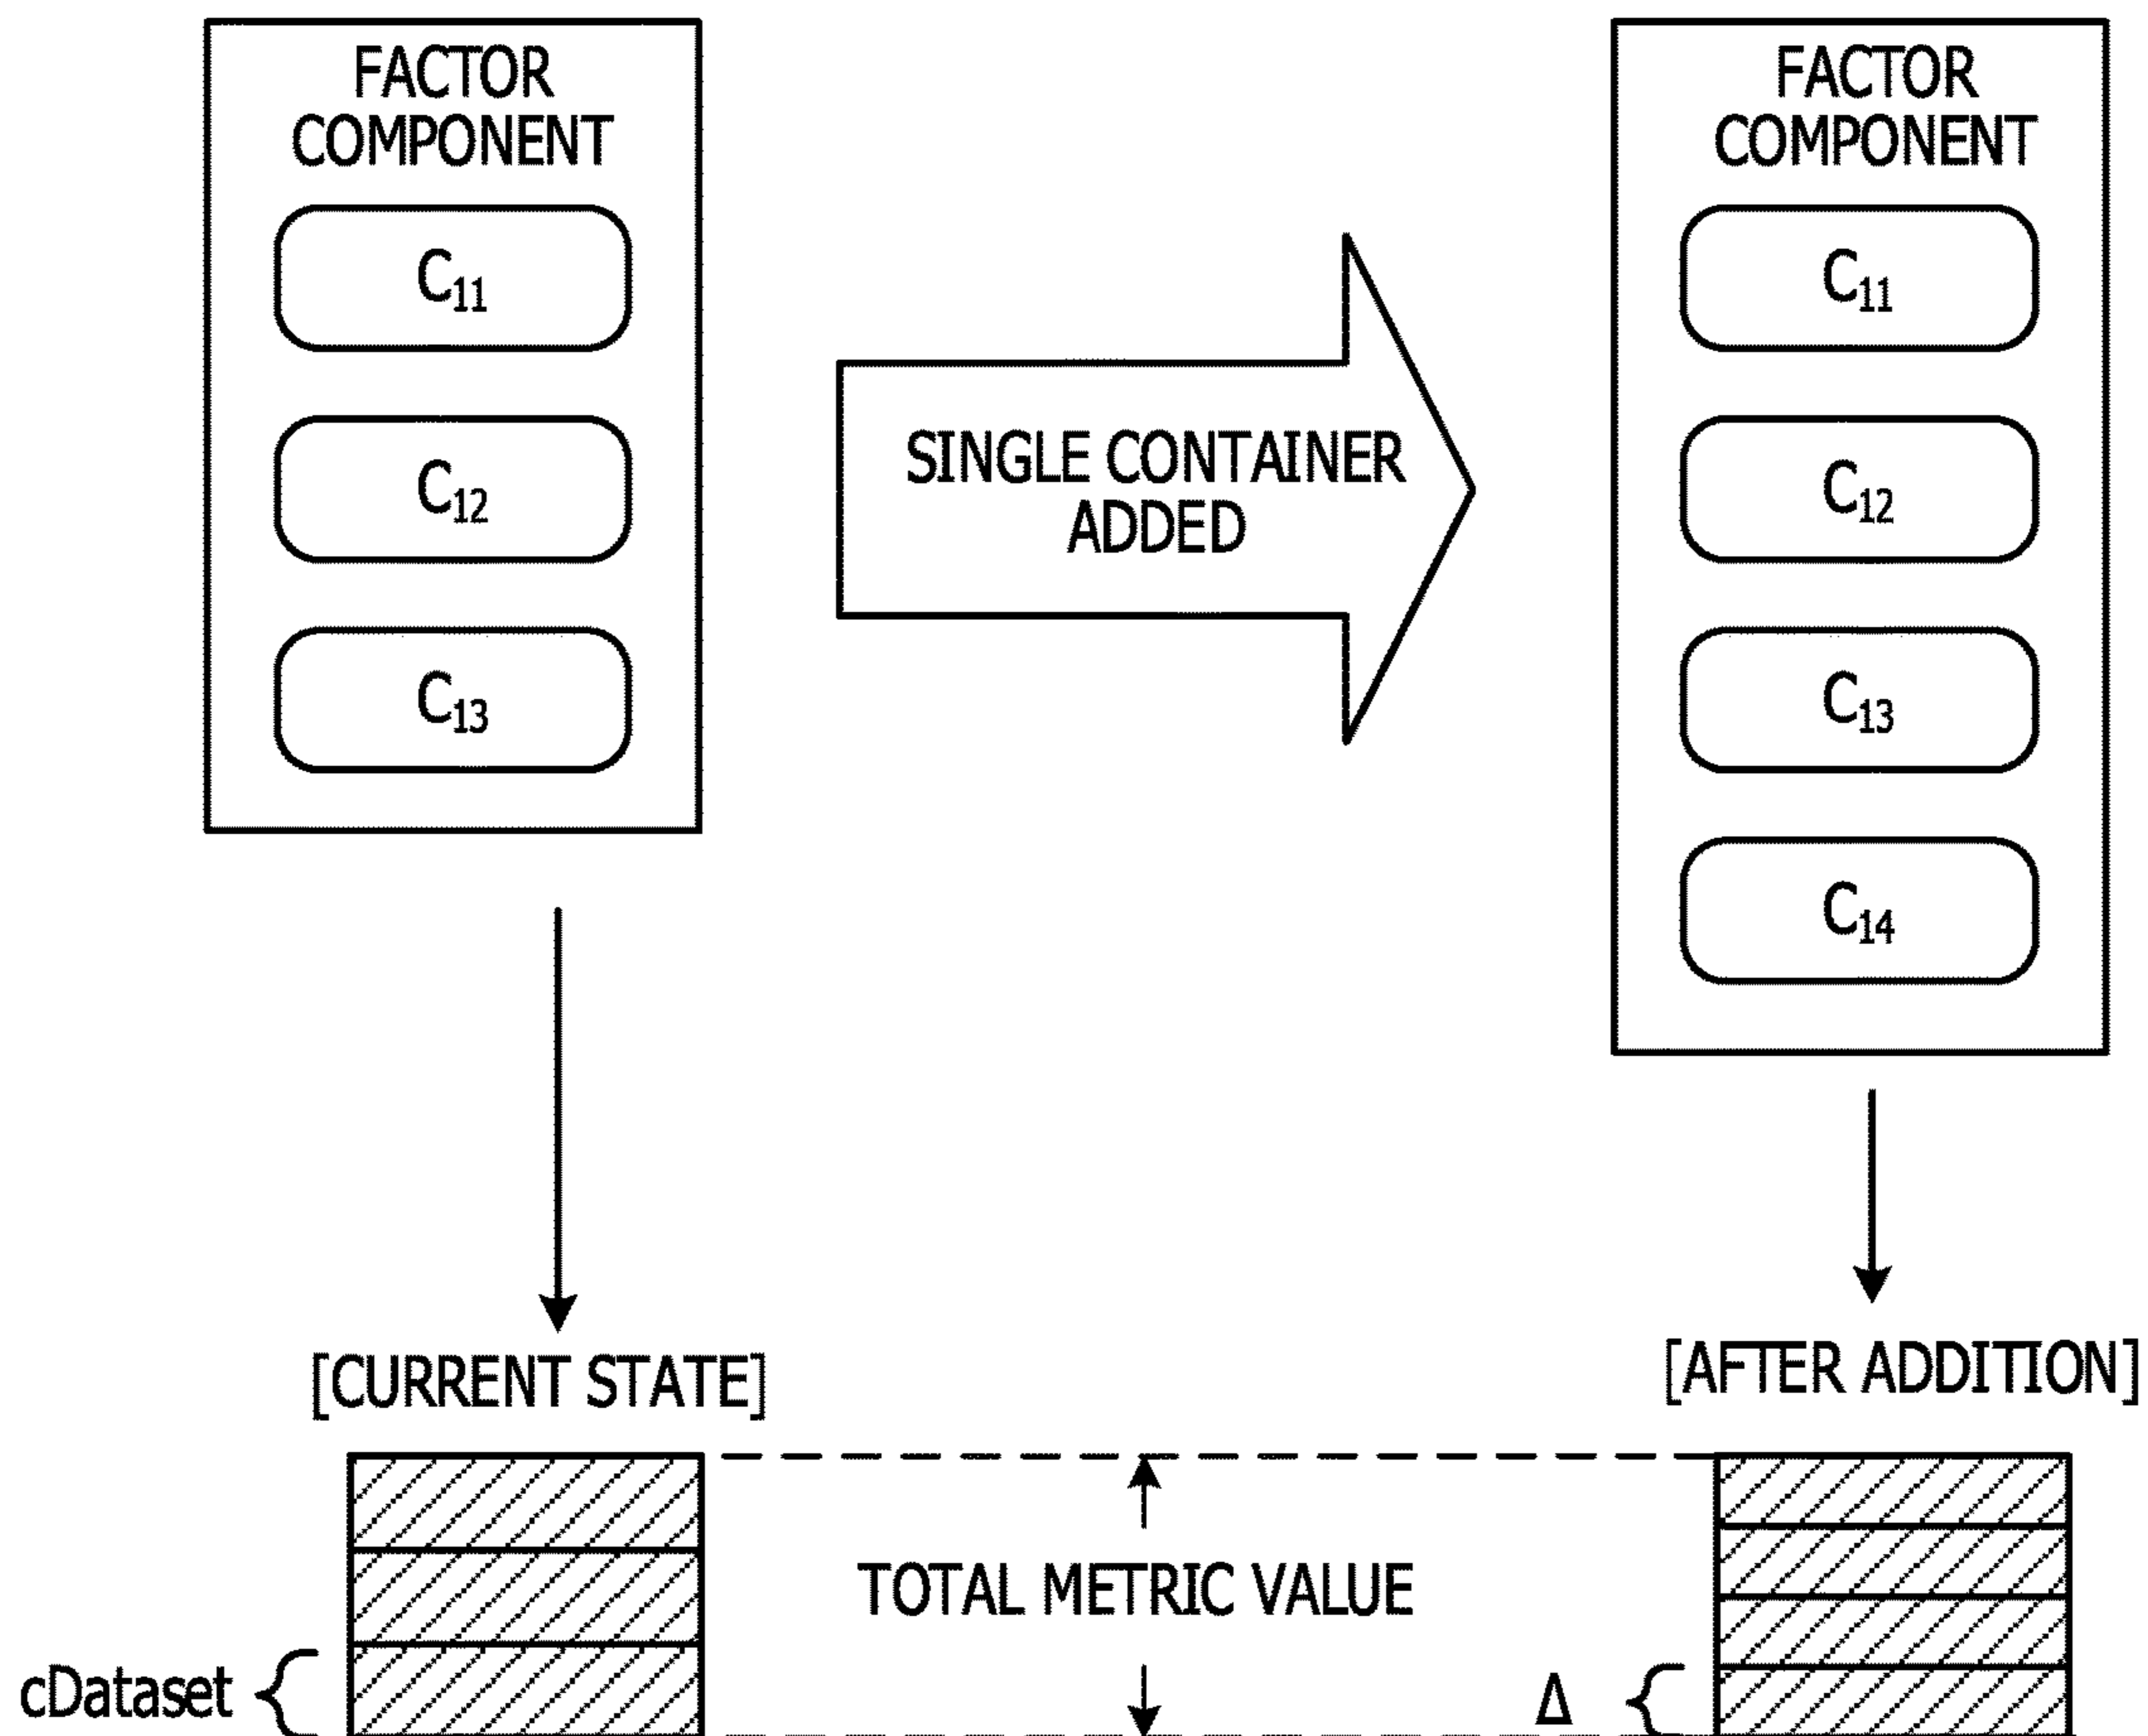 FACTOR
COMPONENT
C₁₁
C₁₂
C₁₃
SINGLE CONTAINER
ADDED
FACTOR
COMPONENT
C₁₁
C₁₂
C₁₃
C₁₄
[CURRENT STATE]
[AFTER ADDITION]
TOTAL METRIC VALUE
cDataset
Δ